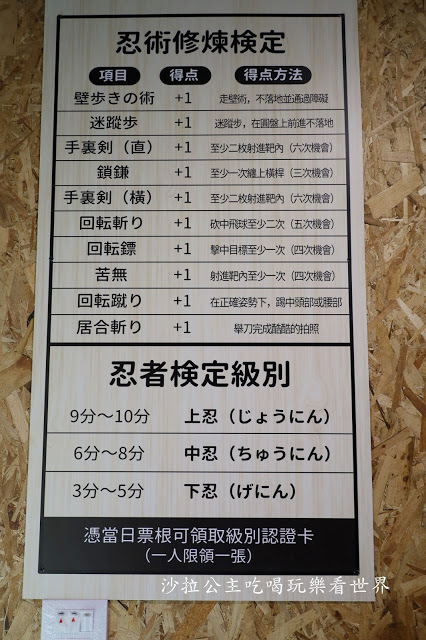 忍術修煉検定
項目 得点 得点方法
壁歩きの術 +1 走壁術，不落地並通過障礙
迷蹤步 +1 迷蹤步，在圓盤上前進不落地
手裏剣（直） +1 至少二枚射進靶內（六次機會）
鎖鎌 +1 至少一次纏上橫桿（三次機會）
手裏剣（橫） +1 至少二枚射進靶內（六次機會）
回転斬り +1 砍中飛球至少二次（五次機會）
回転鏢 +1 擊中目標至少一次（四次機會）
苦無 +1 射進靶內至少一次（四次機會）
回転蹴り +1 在正確姿勢下，踢中頭部或腰部
居合斬り +1 舉刀完成酷酷的拍照
忍者検定級別
9分～10分 上忍（じょうにん）
6分～8分 中忍（ちゅうにん）
3分～5分 下忍（げにん）
憑當日票根可領取級別認證卡
（一人限領一張）
沙拉公主吃喝玩樂看世界